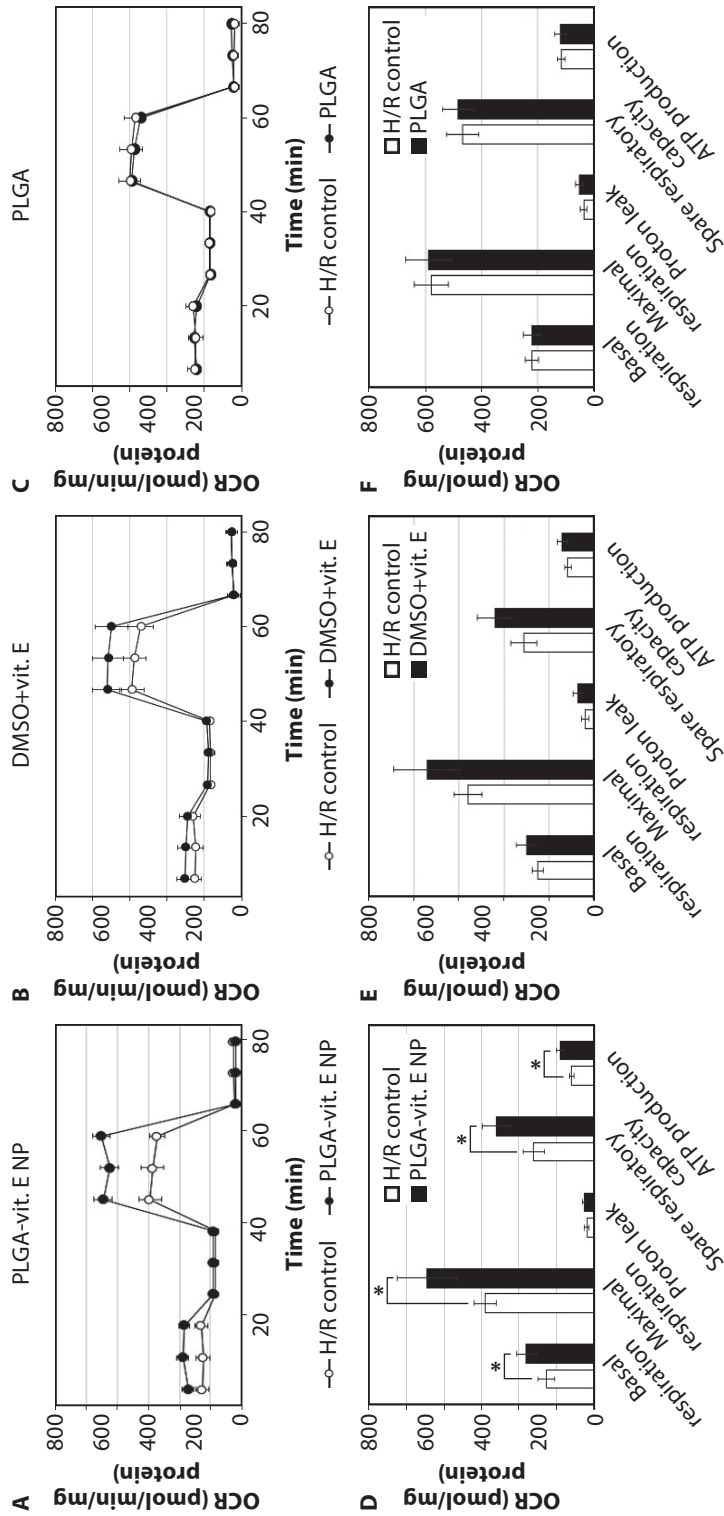 A
PLGA-vit. E NP
OCR (pmol/min/mg
protein)
800
600
400
200
0
20
40
60
80
Time (min)
H/R control
PLGA-vit. E NP
B
DMSO+vit. E
OCR (pmol/min/mg
protein)
800
600
400
200
0
20
40
60
80
Time (min)
H/R control
DMSO+vit. E
C
PLGA
OCR (pmol/min/mg
protein)
800
600
400
200
0
20
40
60
80
Time (min)
H/R control
PLGA
D
OCR (pmol/min/mg
protein)
800
600
400
200
0
H/R control
PLGA-vit. E NP
*
*
*
*
Basal
respiration
Maximal
respiration
Proton leak
Spare respiratory
capacity
ATP production
E
OCR (pmol/min/mg
protein)
800
600
400
200
0
H/R control
DMSO+vit. E
Basal
respiration
Maximal
respiration
Proton leak
Spare respiratory
capacity
ATP production
F
OCR (pmol/min/mg
protein)
800
600
400
200
0
H/R control
PLGA
Basal
respiration
Maximal
respiration
Proton leak
Spare respiratory
capacity
ATP production